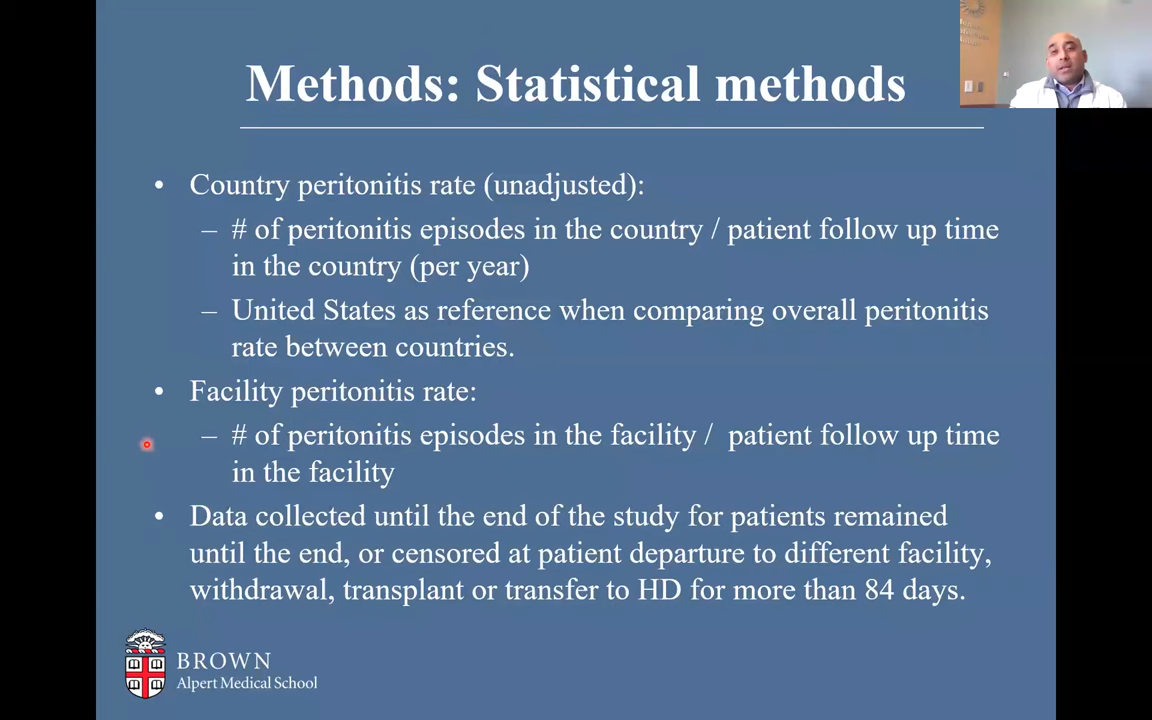 Methods: Statistical methods
• Country peritonitis rate (unadjusted):
– # of peritonitis episodes in the country / patient follow up time
in the country (per year)
– United States as reference when comparing overall peritonitis
rate between countries.
• Facility peritonitis rate:
– # of peritonitis episodes in the facility / patient follow up time
in the facility
• Data collected until the end of the study for patients remained
until the end, or censored at patient departure to different facility,
withdrawal, transplant or transfer to HD for more than 84 days.
BROWN
Alpert Medical School